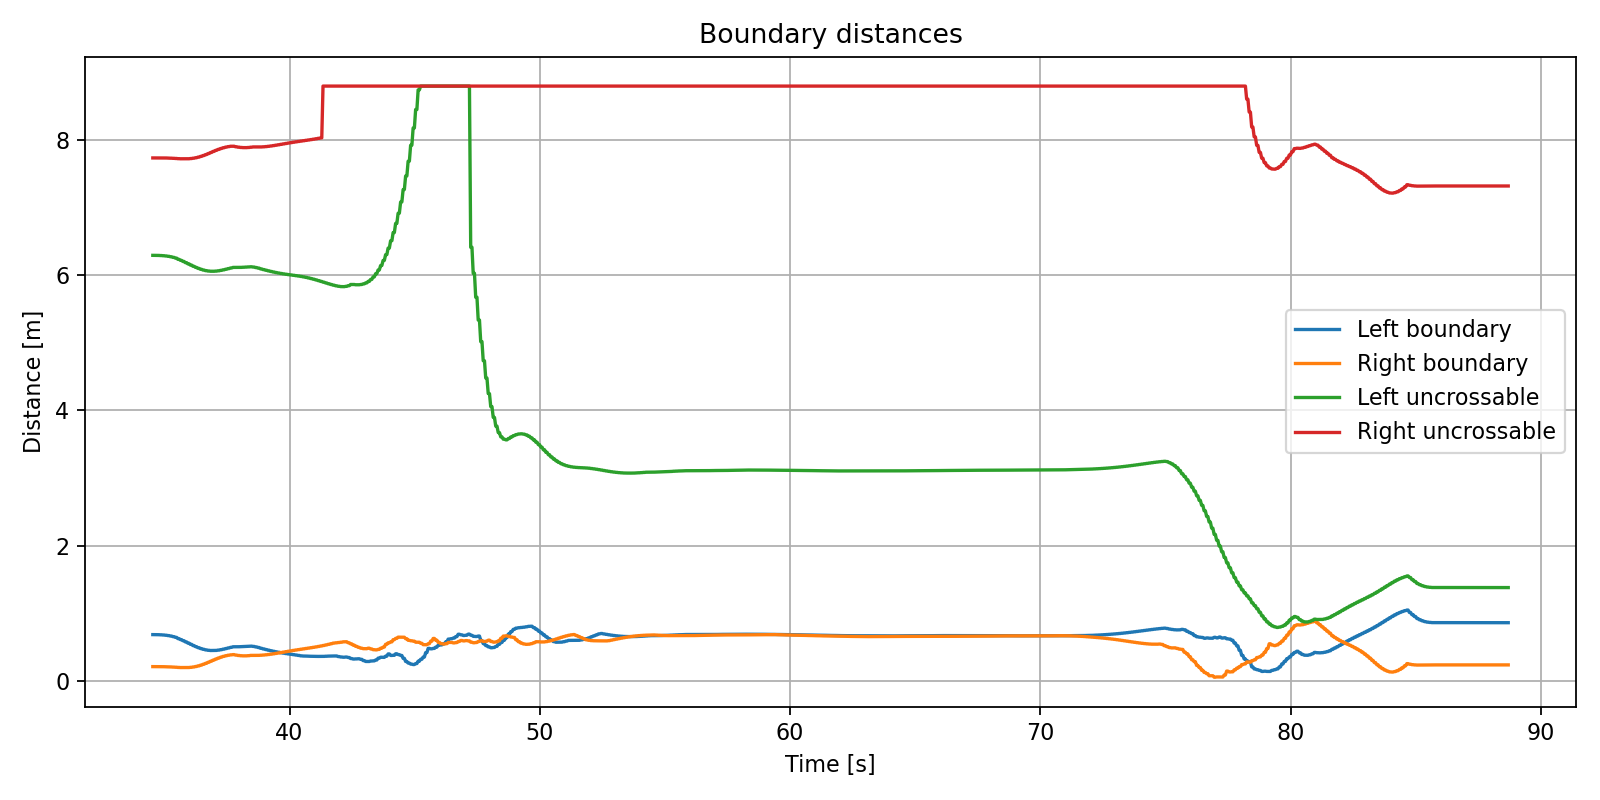 Boundary distances
Distance [m]
8
6
4
2
0
Left boundary
Right boundary
Left uncrossable
Right uncrossable
40
50
60
70
80
90
Time [s]